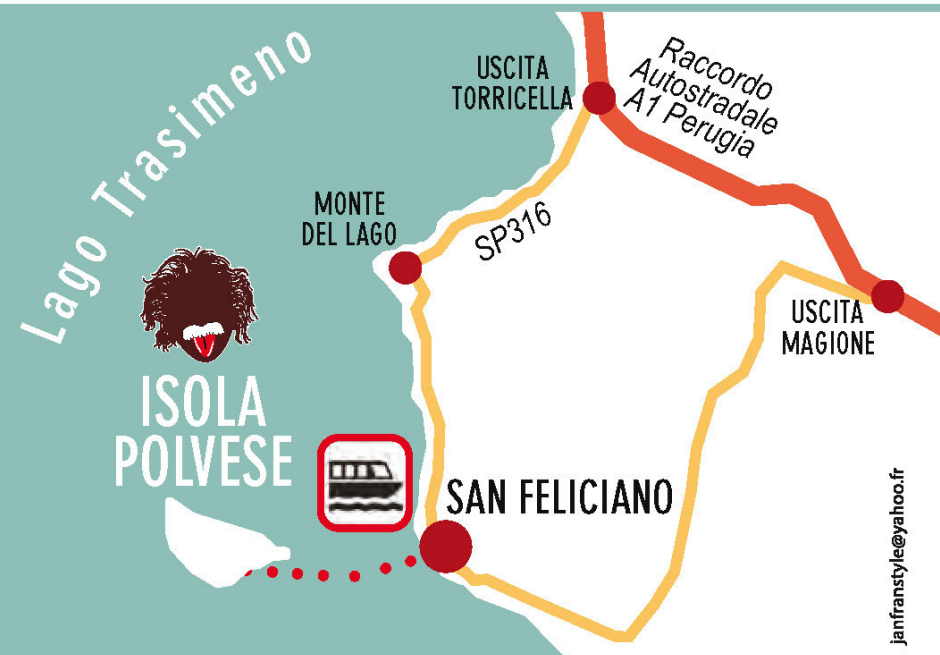 Lago Trasimeno
USCITA
TORRICELLA
Raccordo
Autostradale
A1 Perugia
MONTE
DEL LAGO
SP316
USCITA
MAGIONE
ISOLA
POLVESE
SAN FELICIANO
janfranstyle@yahoo.fr